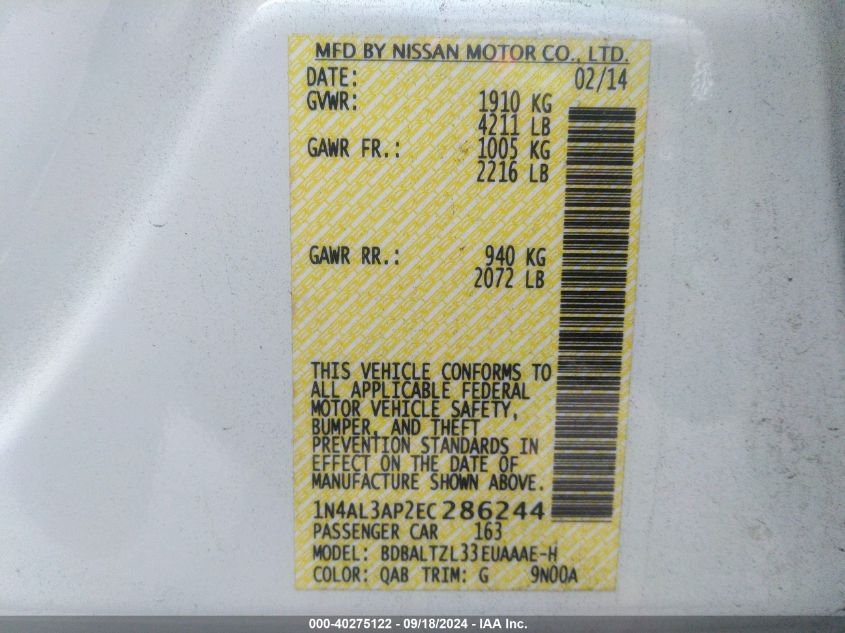 MFD BY NISSAN MOTOR CO., LTD.
DATE: 02/14
GVWR: 1910 KG
4211 LB
GAWR FR.: 1005 KG
2216 LB
GAWR RR.: 940 KG
2072 LB
THIS VEHICLE CONFORMS TO
ALL APPLICABLE FEDERAL
MOTOR VEHICLE SAFETY,
BUMPER, AND THEFT
PREVENTION STANDARDS IN
EFFECT ON THE DATE OF
MANUFACTURE SHOWN ABOVE.
1N4AL3AP2EC286244
PASSENGER CAR 163
MODEL: BDBALTZL33EUAAAE-H
COLOR: QAB TRIM: G 9N00A
000-40275122 - 09/18/2024 - IAA Inc.